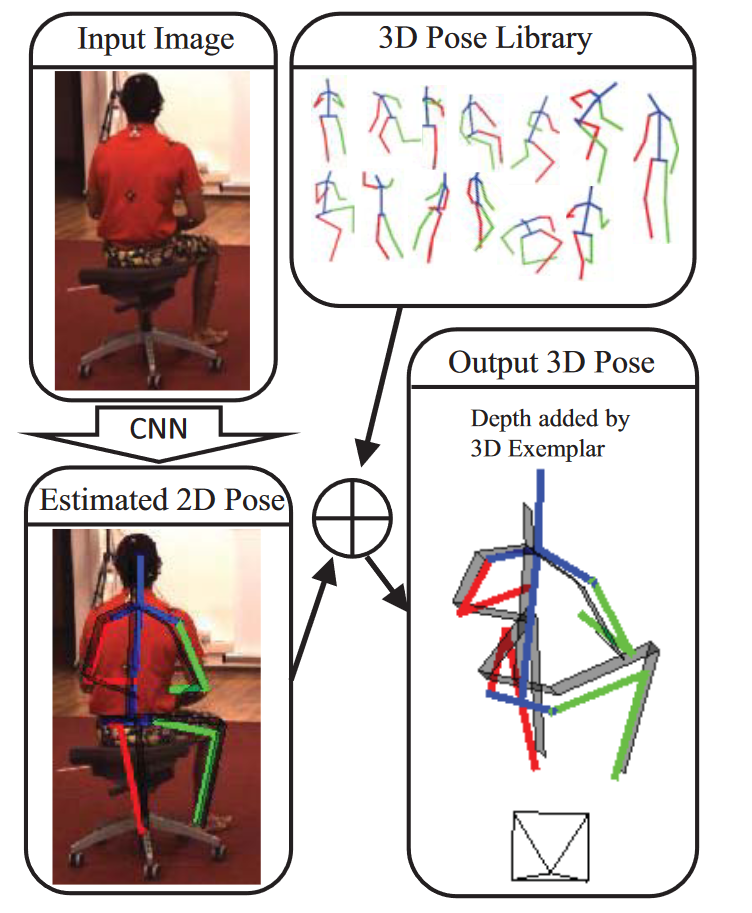 Input Image
3D Pose Library
CNN
Estimated 2D Pose
Output 3D Pose
Depth added by
3D Exemplar